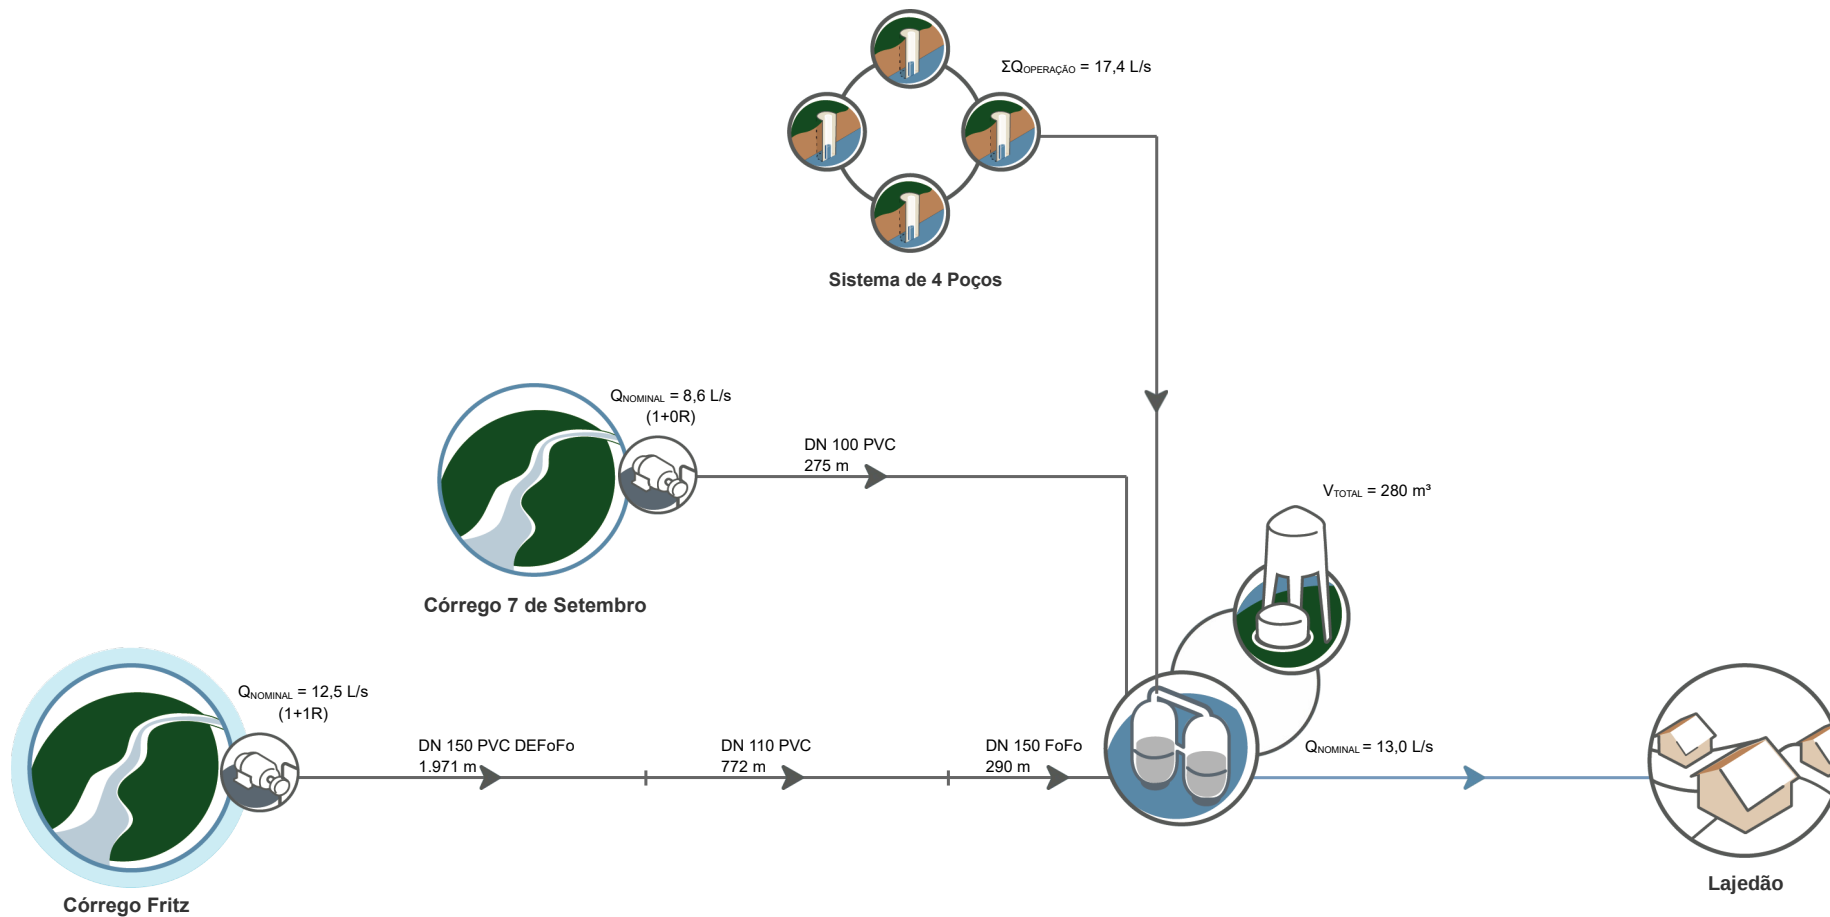 ΣQOPERAÇÃO = 17,4 L/s
Sistema de 4 Poços
QNOMINAL = 8,6 L/s
(1+0R)
DN 100 PVC
275 m
Córrego 7 de Setembro
VTOTAL = 280 m³
QNOMINAL = 12,5 L/s
(1+1R)
DN 150 PVC DEFoFo
1.971 m
DN 110 PVC
772 m
DN 150 FoFo
290 m
QNOMINAL = 13,0 L/s
Córrego Fritz
Lajedão